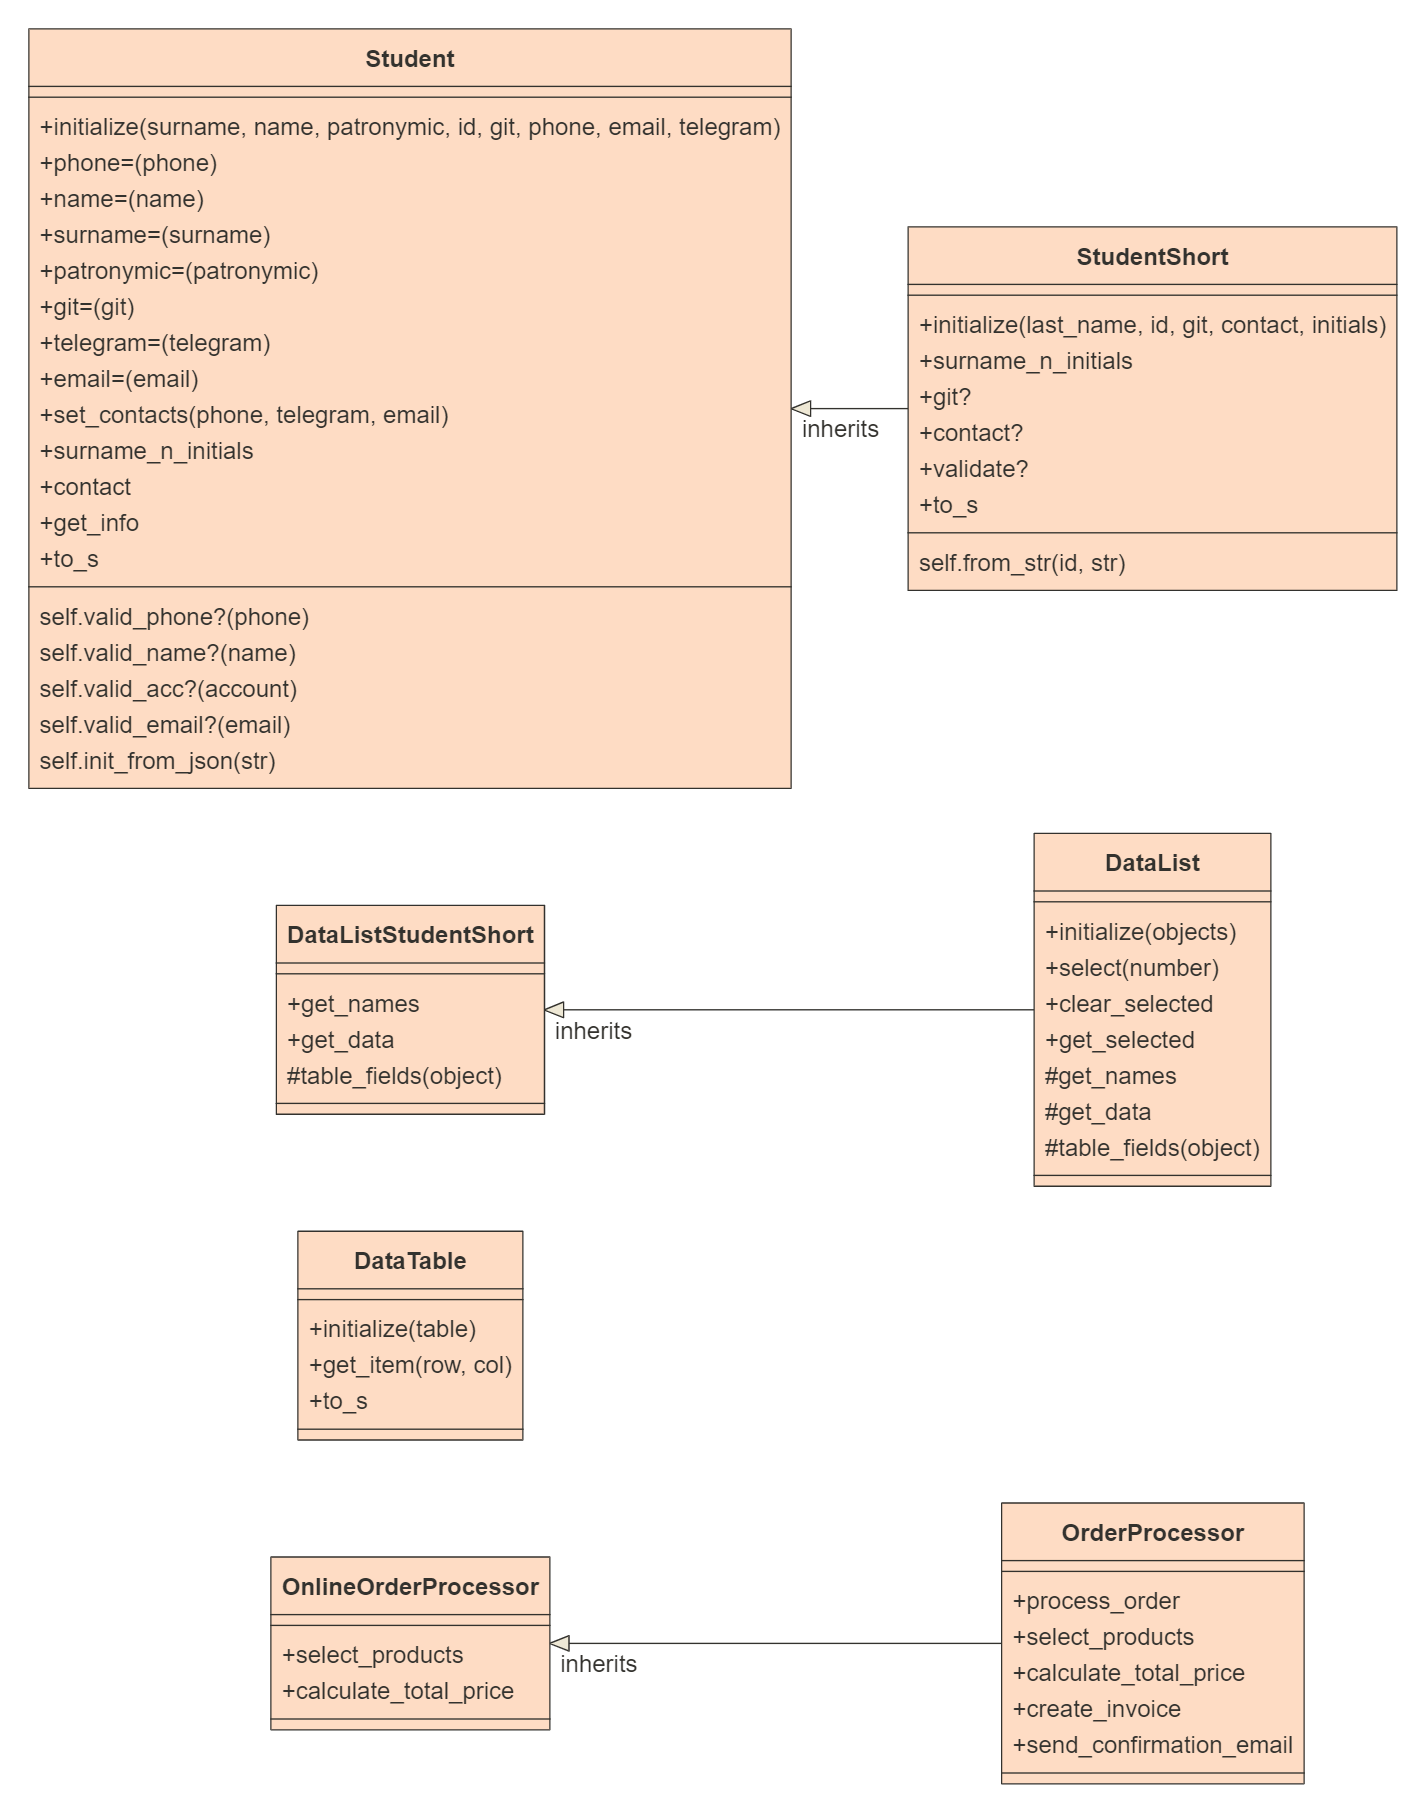 Student
+initialize(surname, name, patronymic, id, git, phone, email, telegram)
+phone=(phone)
+name=(name)
+surname=(surname)
+patronymic=(patronymic)
+git=(git)
+telegram=(telegram)
+email=(email)
+set_contacts(phone, telegram, email)
+surname_n_initials
+contact
+get_info
+to_s
self.valid_phone?(phone)
self.valid_name?(name)
self.valid_acc?(account)
self.valid_email?(email)
self.init_from_json(str)
inherits
StudentShort
+initialize(last_name, id, git, contact, initials)
+surname_n_initials
+git?
+contact?
+validate?
+to_s
self.from_str(id, str)
DataListStudentShort
+get_names
+get_data
#table_fields(object)
inherits
DataList
+initialize(objects)
+select(number)
+clear_selected
+get_selected
#get_names
#get_data
#table_fields(object)
DataTable
+initialize(table)
+get_item(row, col)
+to_s
OnlineOrderProcessor
+select_products
+calculate_total_price
inherits
OrderProcessor
+process_order
+select_products
+calculate_total_price
+create_invoice
+send_confirmation_email